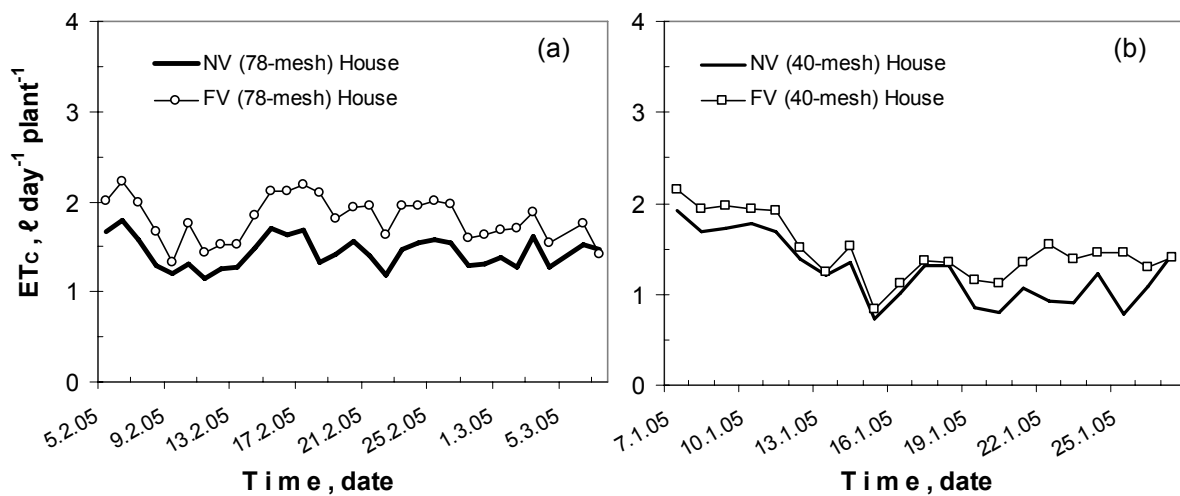 ETc , ℓ day⁻¹ plant⁻¹
4
3
2
1
0
(a)
NV (78-mesh) House
FV (78-mesh) House
5.2.05
9.2.05
13.2.05
17.2.05
21.2.05
25.2.05
1.3.05
5.3.05
T i m e , date
4
3
2
1
0
(b)
NV (40-mesh) House
FV (40-mesh) House
7.1.05
10.1.05
13.1.05
16.1.05
19.1.05
22.1.05
25.1.05
T i m e , date